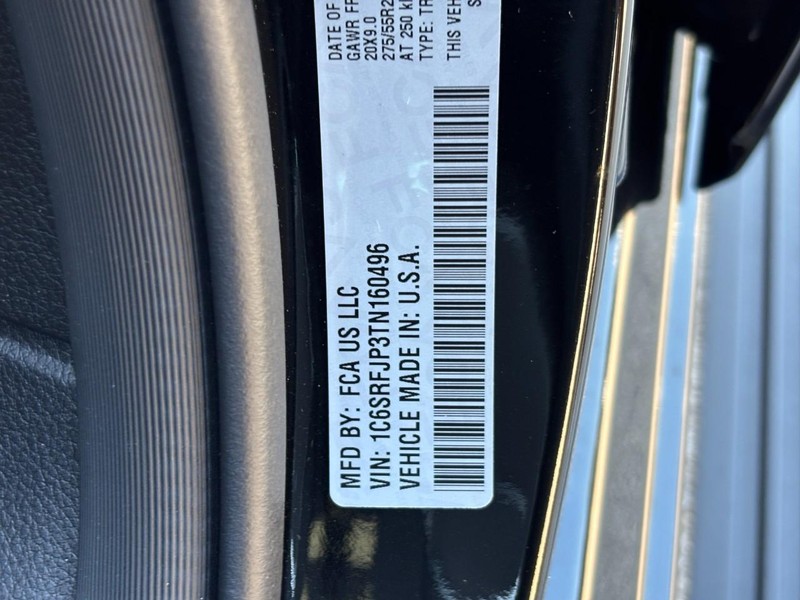 MFD BY: FCA US LLC
VIN: 1C6SRFJP3TN160496
VEHICLE MADE IN: U.S.A.
DATE OF
GAWR FR
20X9.0
275/55R2
AT 250 k
TYPE: TR
THIS VEH